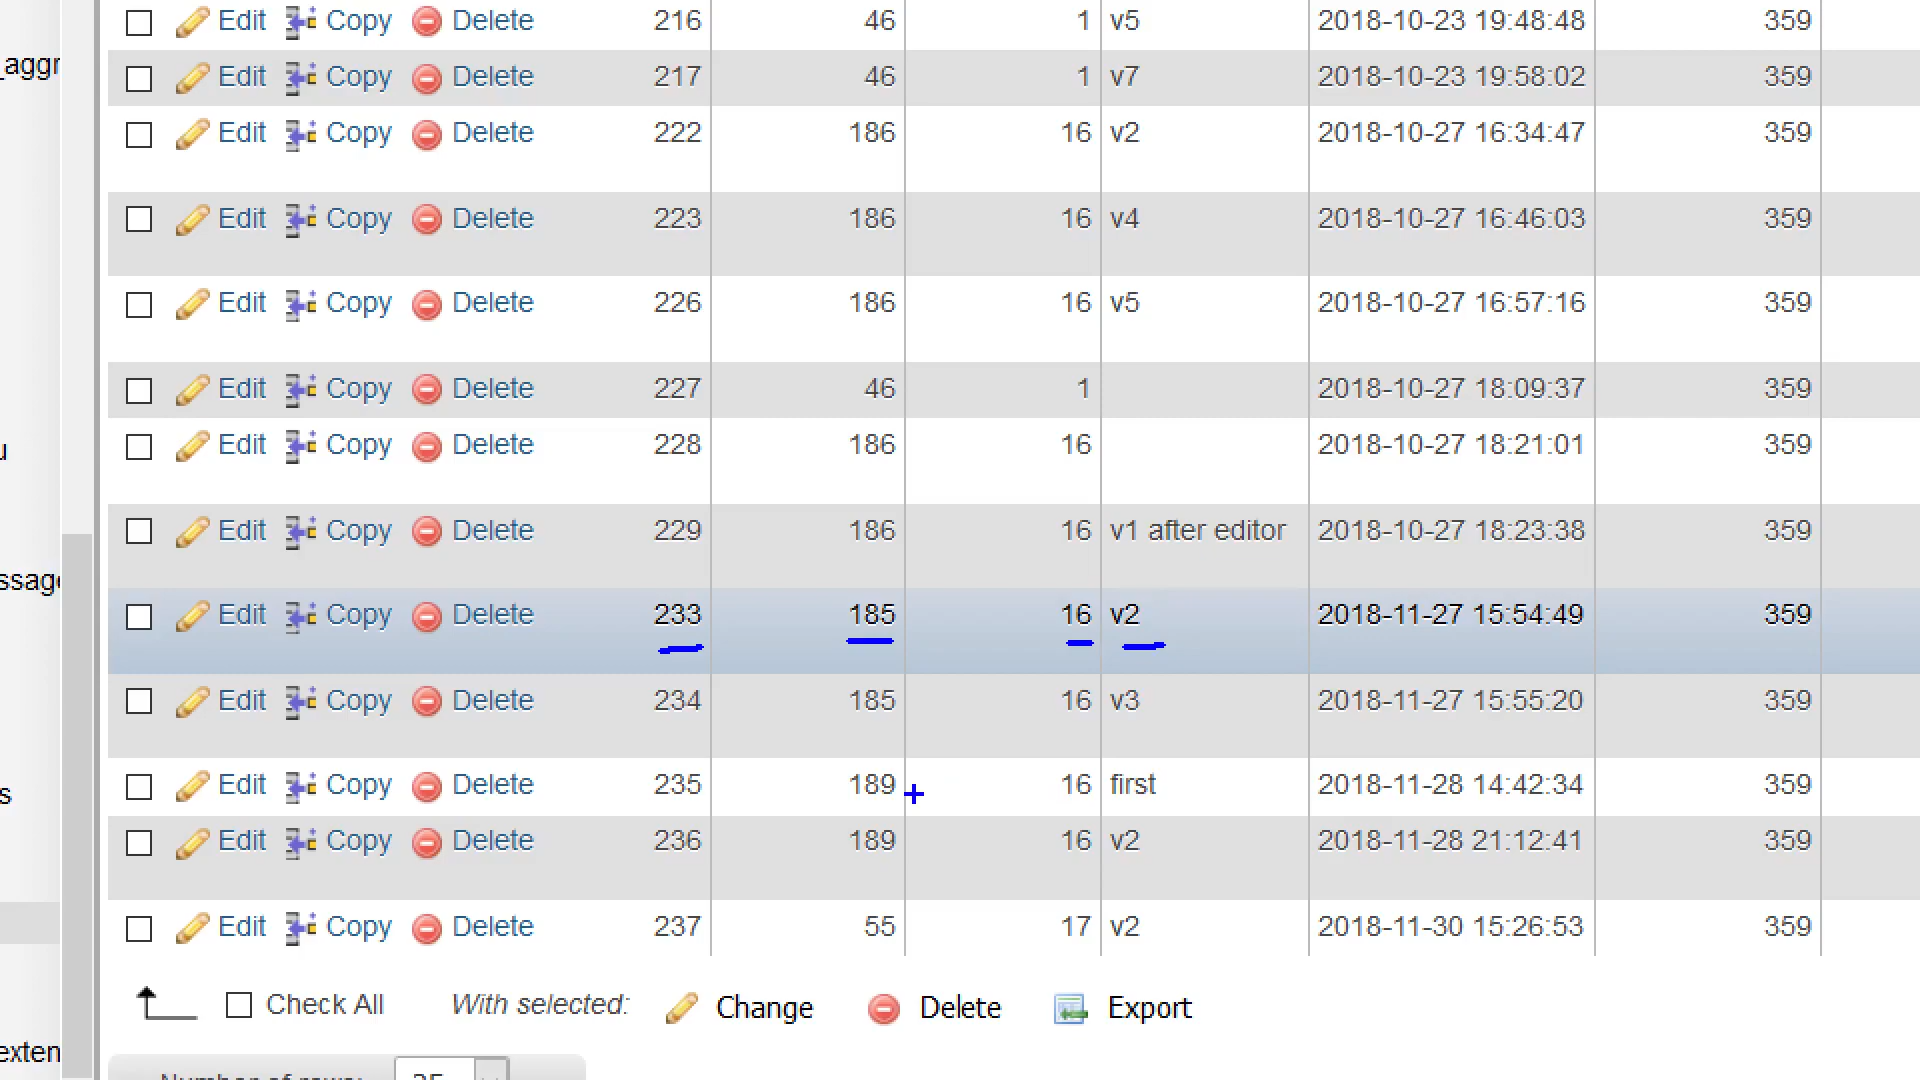 Edit Copy Delete 216 46 1 v5 2018-10-23 19:48:48 359
_aggr
Edit Copy Delete 217 46 1 v7 2018-10-23 19:58:02 359
Edit Copy Delete 222 186 16 v2 2018-10-27 16:34:47 359
Edit Copy Delete 223 186 16 v4 2018-10-27 16:46:03 359
Edit Copy Delete 226 186 16 v5 2018-10-27 16:57:16 359
Edit Copy Delete 227 46 1 2018-10-27 18:09:37 359
Edit Copy Delete 228 186 16 2018-10-27 18:21:01 359
Edit Copy Delete 229 186 16 v1 after editor 2018-10-27 18:23:38 359
ssage
Edit Copy Delete 233 185 16 v2 2018-11-27 15:54:49 359
Edit Copy Delete 234 185 16 v3 2018-11-27 15:55:20 359
s Edit Copy Delete 235 189 16 first 2018-11-28 14:42:34 359
Edit Copy Delete 236 189 16 v2 2018-11-28 21:12:41 359
Edit Copy Delete 237 55 17 v2 2018-11-30 15:26:53 359
Check All With selected: Change Delete Export
exten
Number of rows: 25